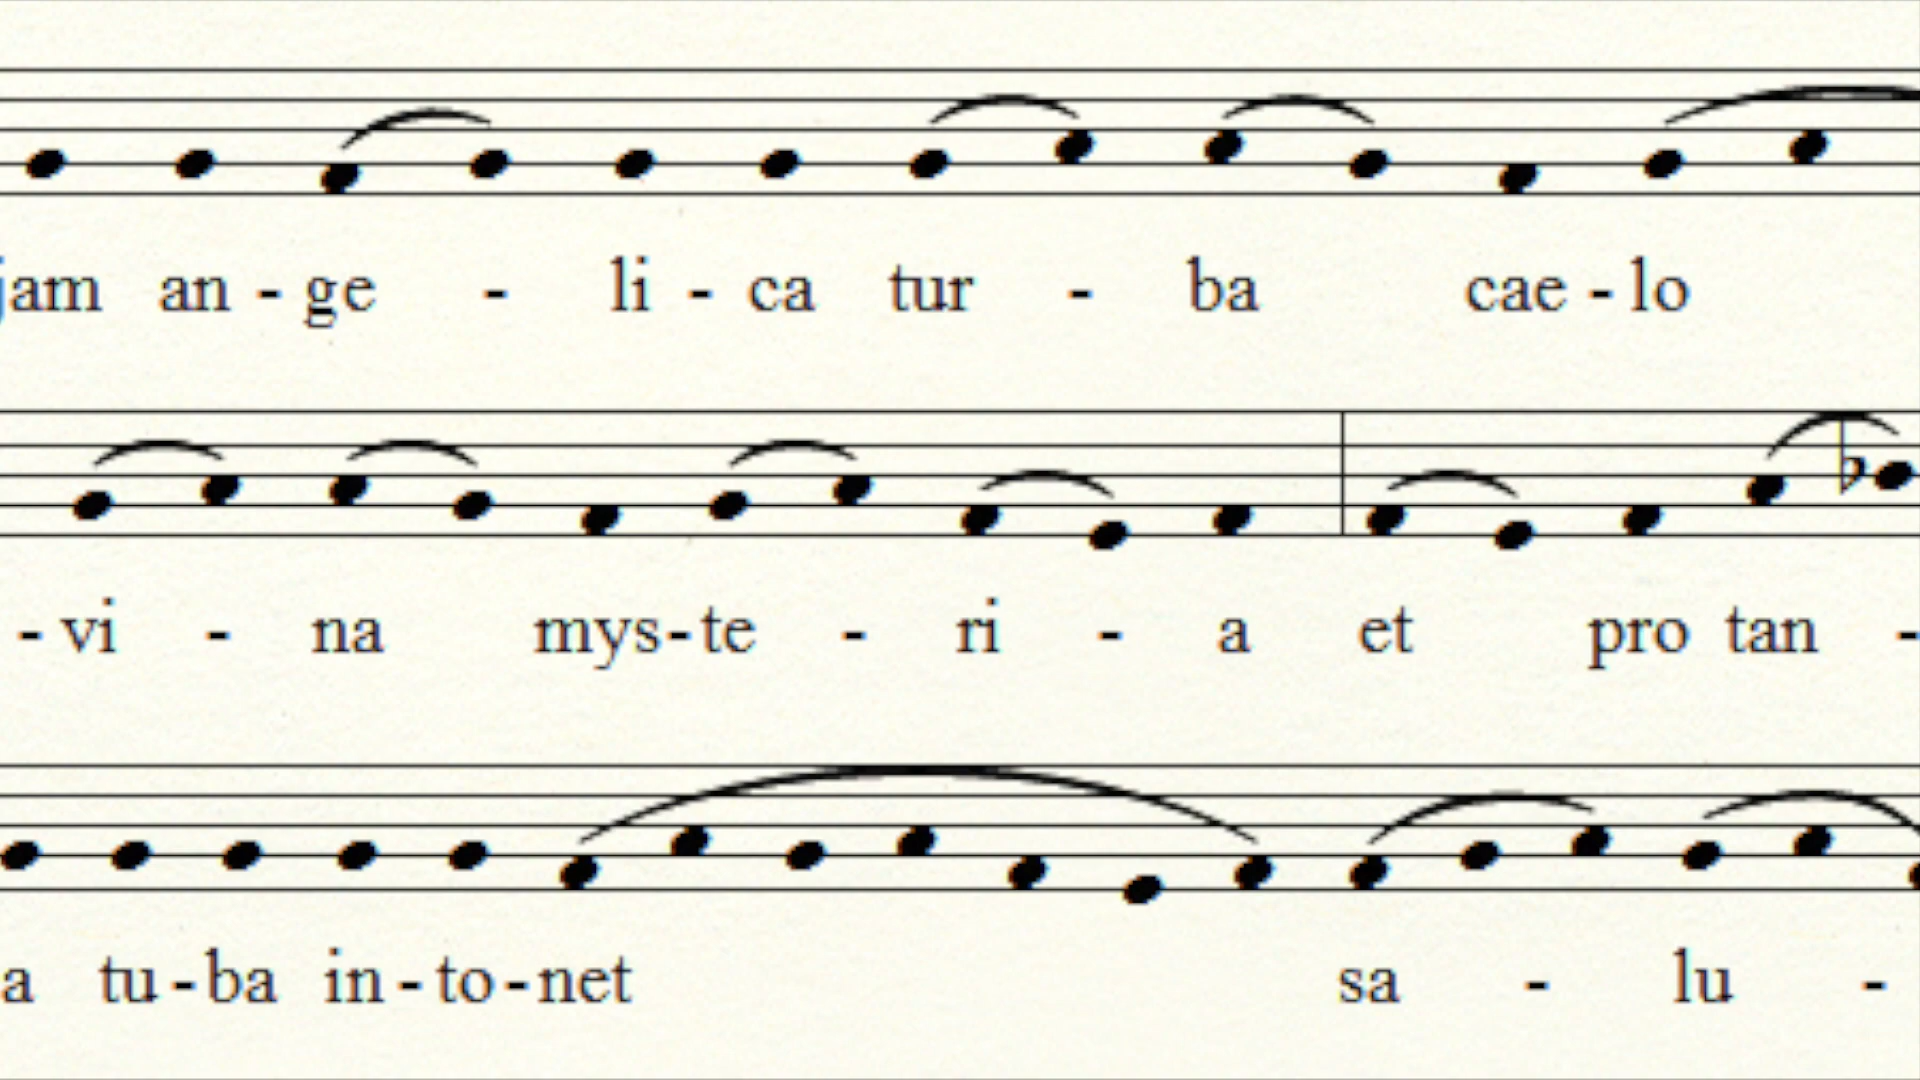 jam an - ge - li - ca tur - ba cae - lo
- vi - na mys - te - ri - a et pro tan -
a tu - ba in - to - net sa - lu -